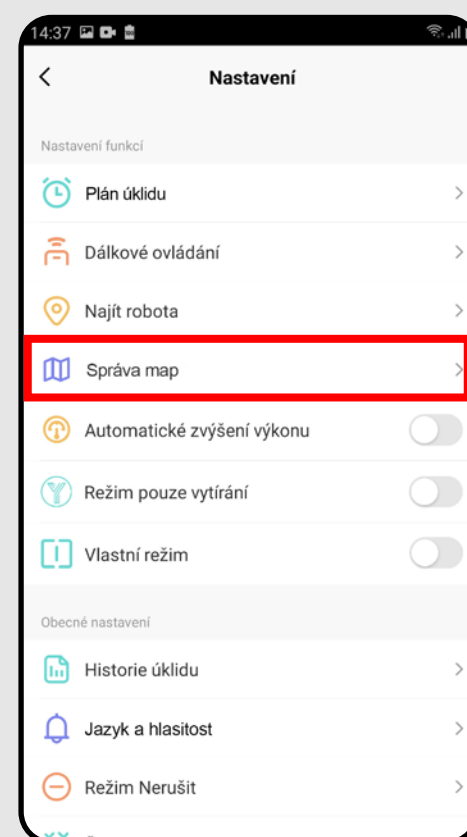 14:37
Nastavení
Nastavení funkcí
Plán úklidu
Dálkové ovládání
Najít robota
Správa map
Automatické zvýšení výkonu
Režim pouze vytírání
Vlastní režim
Obecné nastavení
Historie úklidu
Jazyk a hlasitost
Režim Nerušit